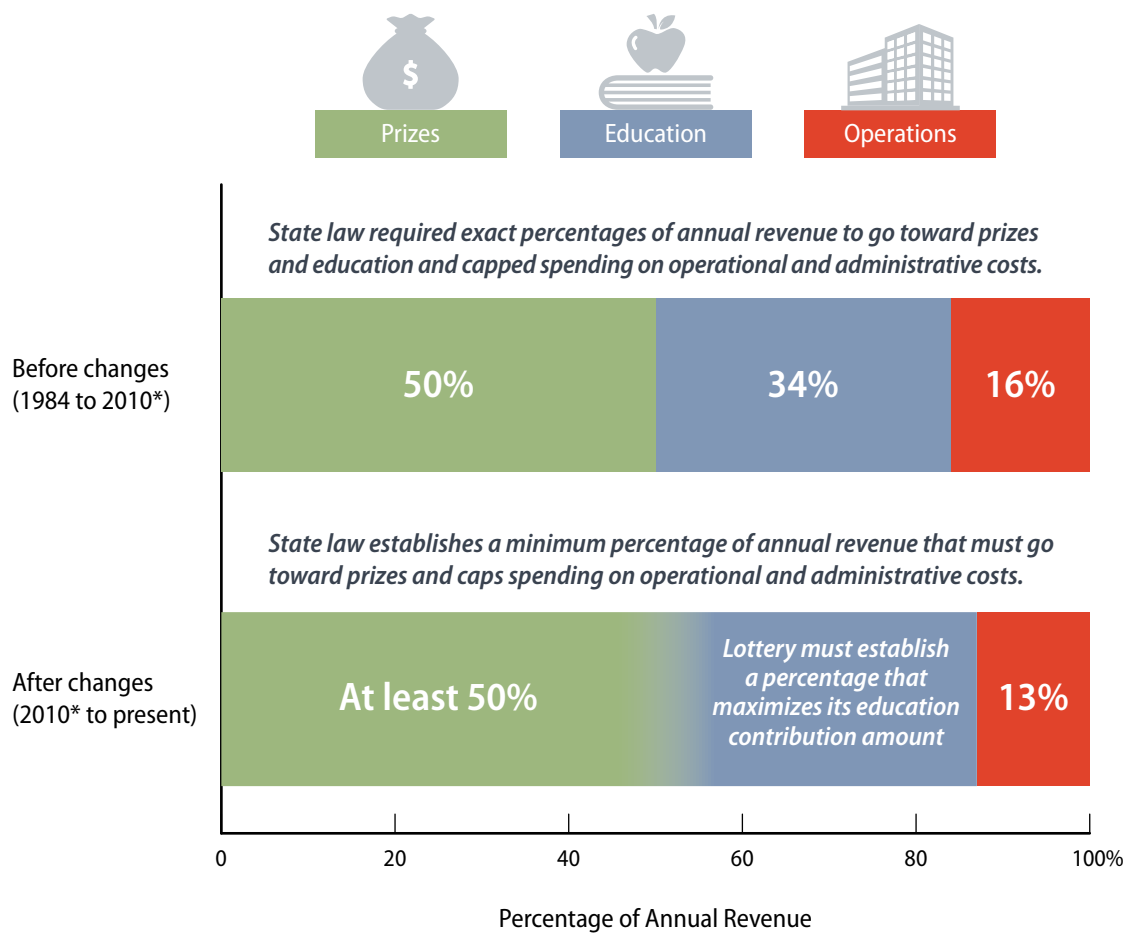 $
Prizes
Education
Operations
State law required exact percentages of annual revenue to go toward prizes
and education and capped spending on operational and administrative costs.
Before changes
(1984 to 2010*)
50%
34%
16%
State law establishes a minimum percentage of annual revenue that must go
toward prizes and caps spending on operational and administrative costs.
After changes
(2010* to present)
At least 50%
Lottery must establish
a percentage that
maximizes its education
contribution amount
13%
0
20
40
60
80
100%
Percentage of Annual Revenue